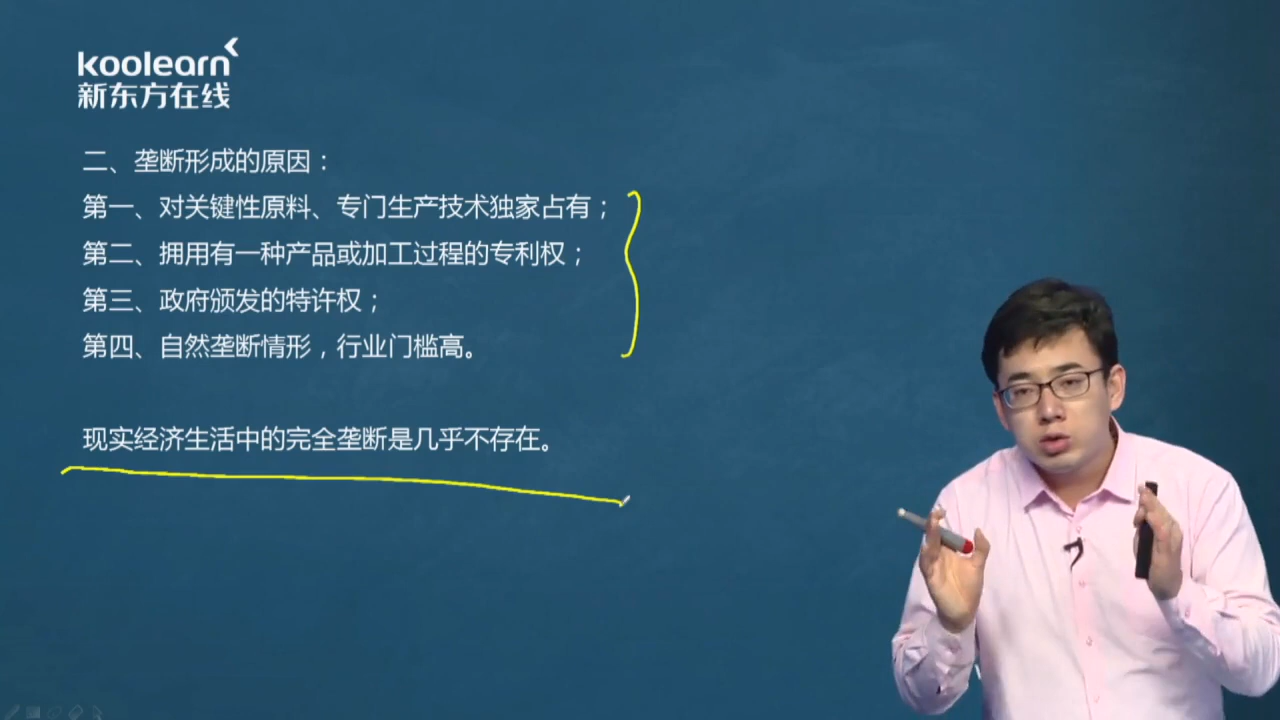 koolearn
新东方在线
二、垄断形成的原因：
第一、对关键性原料、专门生产技术独家占有；
第二、拥用有一种产品或加工过程的专利权；
第三、政府颁发的特许权；
第四、自然垄断情形，行业门槛高。
现实经济生活中的完全垄断是几乎不存在。